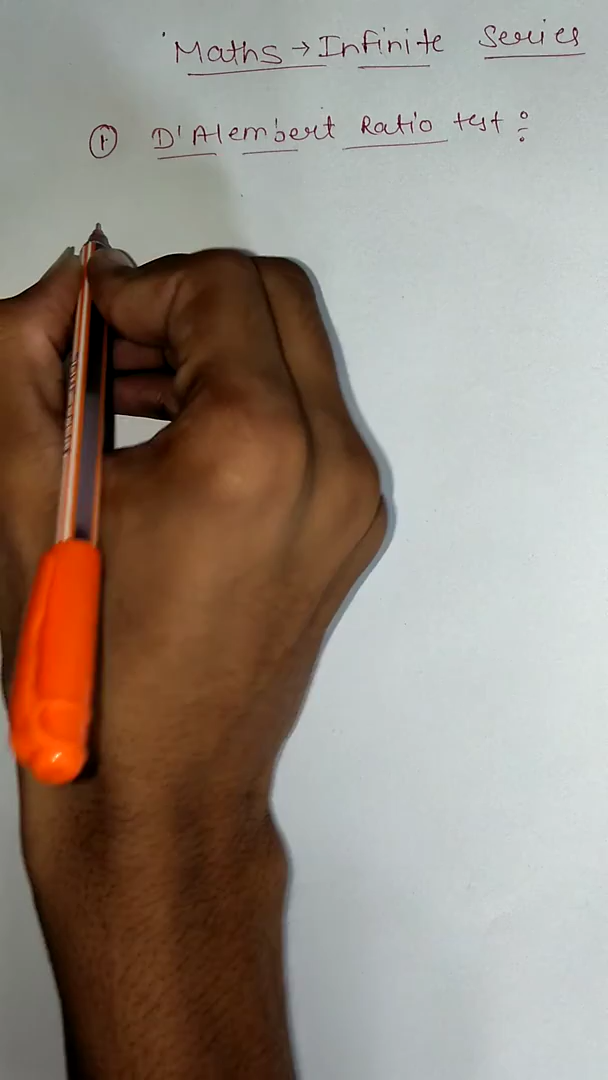 Maths → Infinite Series
① D'Alembert Ratio test :